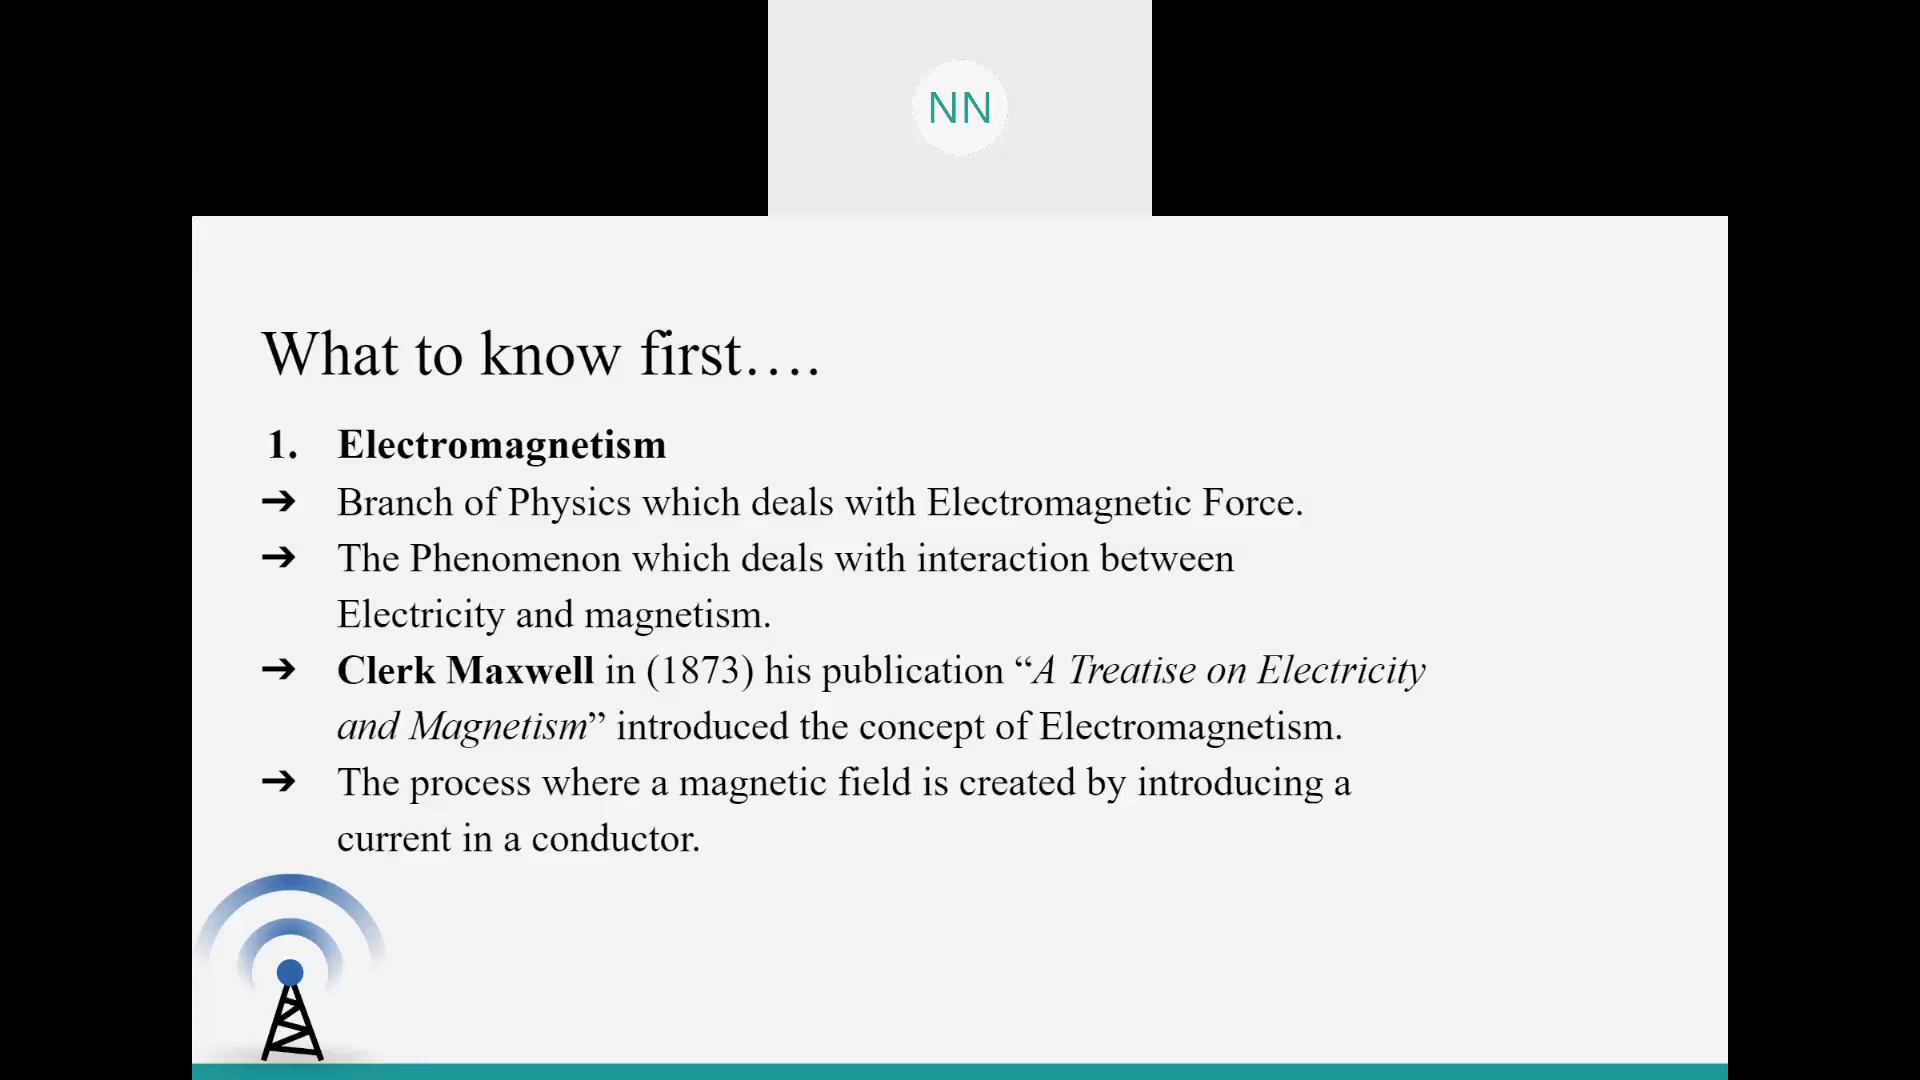 NN
What to know first….
1. Electromagnetism
➔ Branch of Physics which deals with Electromagnetic Force.
➔ The Phenomenon which deals with interaction between
Electricity and magnetism.
➔ Clerk Maxwell in (1873) his publication “A Treatise on Electricity
and Magnetism” introduced the concept of Electromagnetism.
➔ The process where a magnetic field is created by introducing a
current in a conductor.